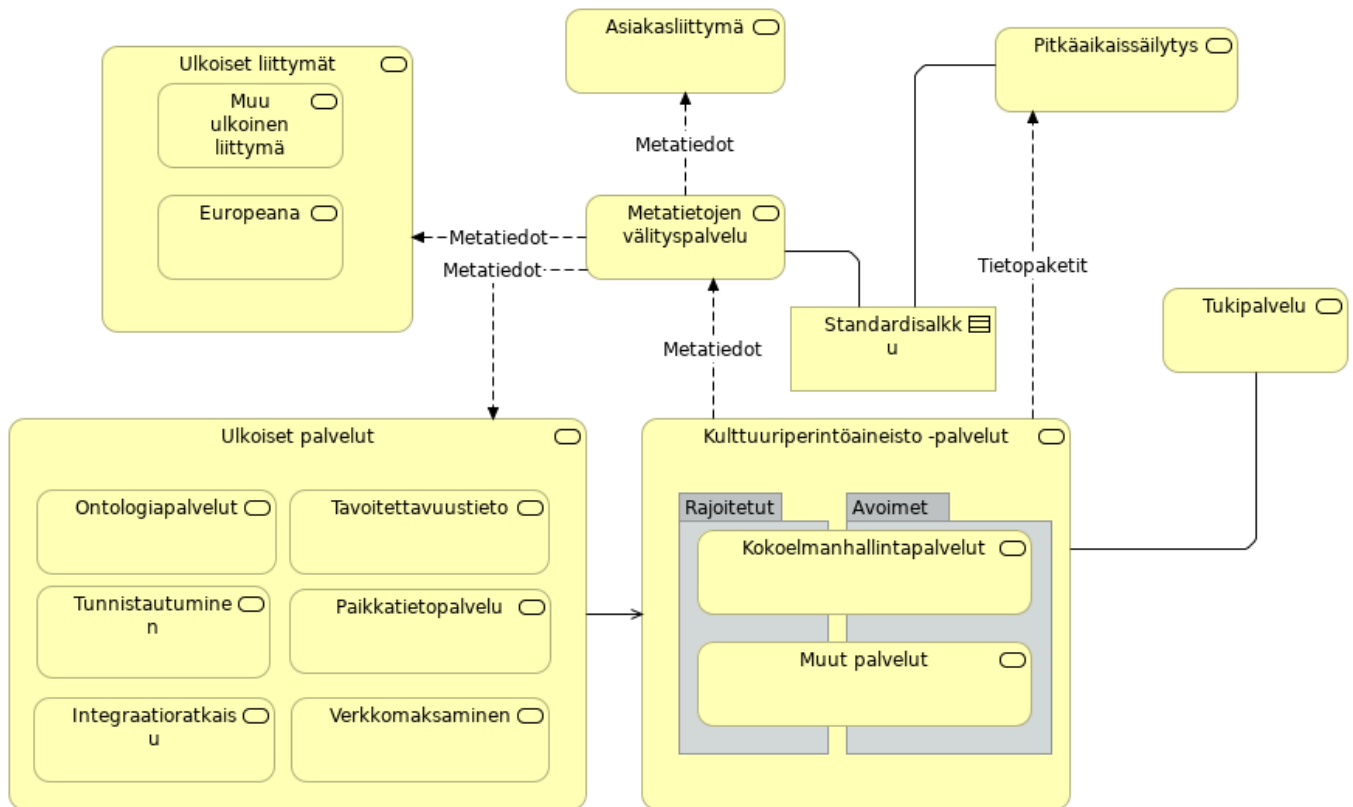 Asiakasliittymä
Pitkäaikaissäilytys
Ulkoiset liittymät
Muu
ulkoinen
liittymä
Metatiedot
Europeana
Metatietojen
välityspalvelu
Metatiedot
Metatiedot
Tietopaketit
Tukipalvelu
Standardisalkk
u
Metatiedot
Ulkoiset palvelut
Kulttuuriperintöaineisto -palvelut
Ontologiapalvelut
Tavoitettavuustieto
Rajoitetut
Avoimet
Kokoelmanhallintapalvelut
Tunnistautumine
n
Paikkatietopalvelu
Muut palvelut
Integraatioratkais
u
Verkkomaksaminen